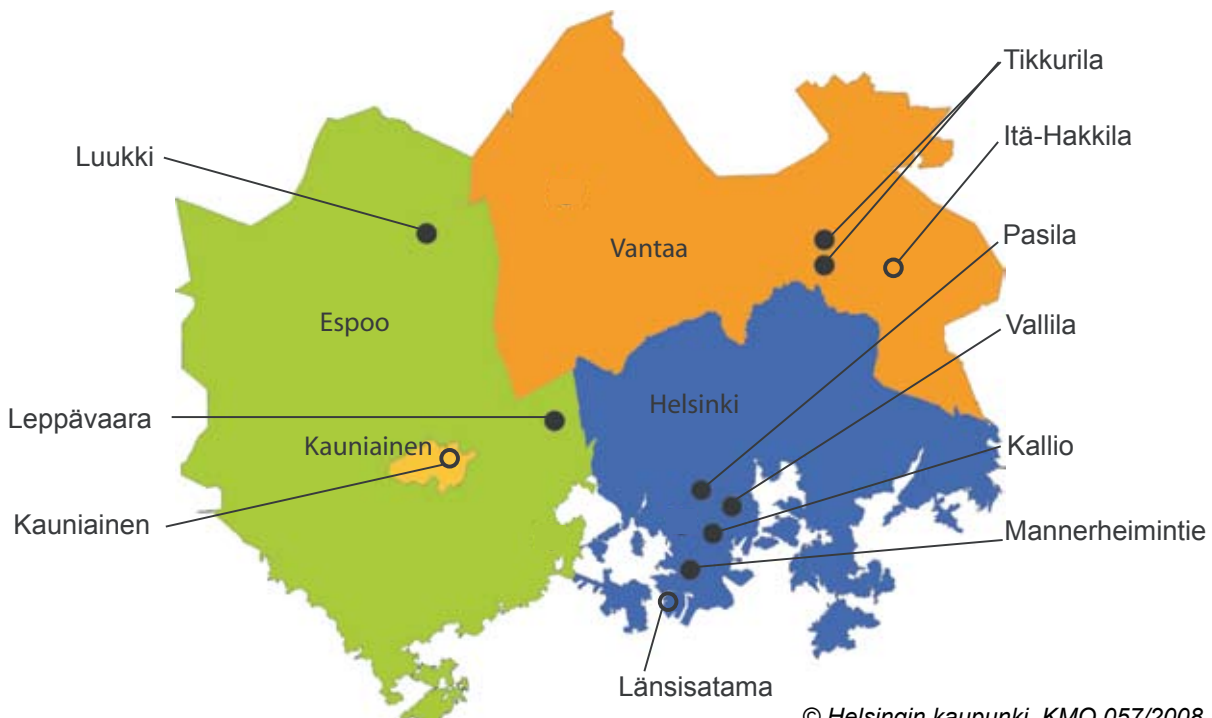 Tikkurila
Itä-Hakkila
Luukki
Pasila
Vantaa
Espoo
Vallila
Helsinki
Leppävaara
Kauniainen
Kallio
Kauniainen
Mannerheimintie
Länsisatama
© Helsingin kaupunki, KMO 057/2008